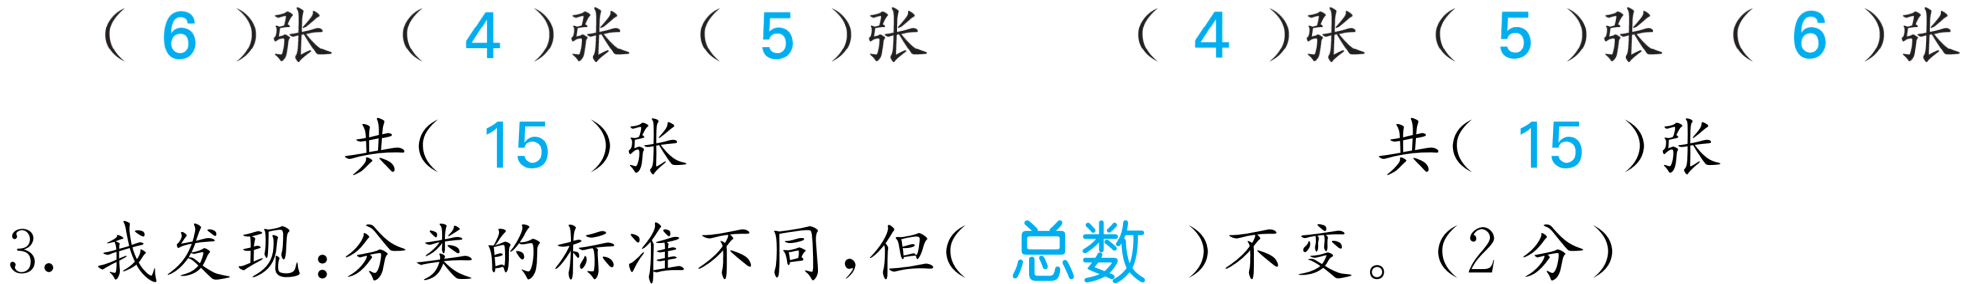 （ 6 ）张 （ 4 ）张 （ 5 ）张 （ 4 ）张 （ 5 ）张 （ 6 ）张
共（ 15 ）张 共（ 15 ）张
3. 我发现：分类的标准不同，但（ 总数 ）不变。（2 分）